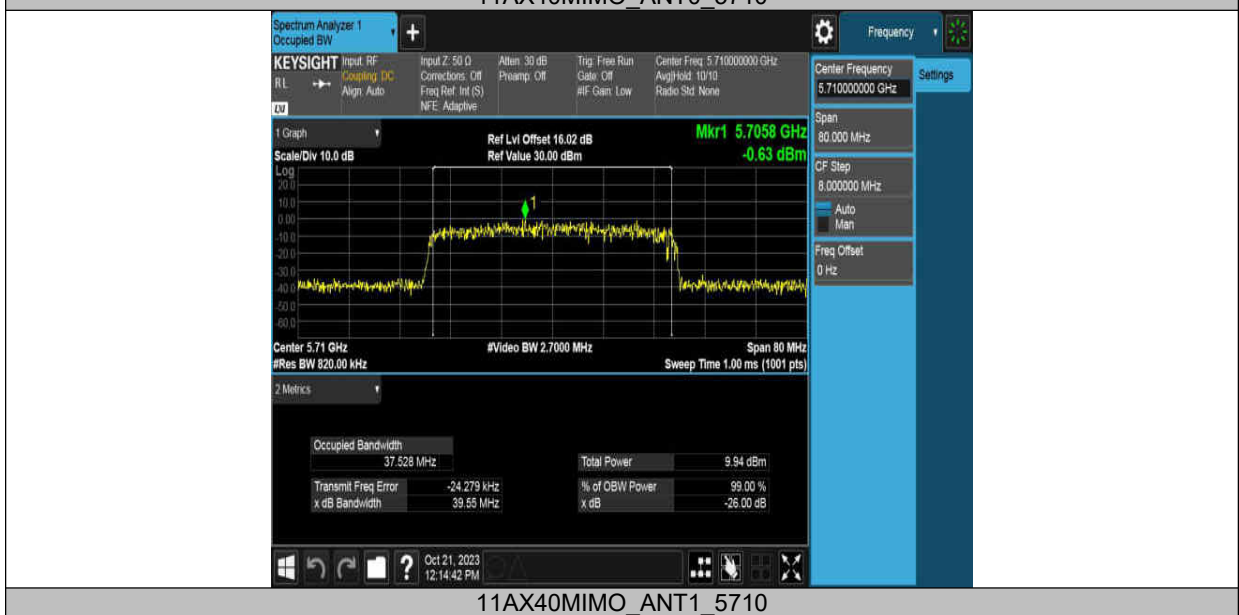 11AX40MIMO_ANT0_5710
Spectrum Analyzer 1
Occupied BW
+
Frequency
KEYSIGHT
RL
LXI
Input: RF
Coupling: DC
Align: Auto
Input Z: 50 Ω
Corrections: Off
Freq Ref: Int (S)
NFE: Adaptive
Atten: 30 dB
Preamp: Off
Trig: Free Run
Gate: Off
#IF Gain: Low
Center Freq: 5.710000000 GHz
Avg|Hold: 10/10
Radio Std: None
Center Frequency
5.710000000 GHz
Settings
Span
80.000 MHz
CF Step
8.000000 MHz
Auto
Man
Freq Offset
0 Hz
1 Graph
Scale/Div 10.0 dB
Ref Lvl Offset 16.02 dB
Ref Value 30.00 dBm
Mkr1 5.7058 GHz
-0.63 dBm
Log
20.0
10.0
0.00
-10.0
-20.0
-30.0
-40.0
-50.0
-60.0
1
Center 5.71 GHz
#Video BW 2.7000 MHz
Span 80 MHz
#Res BW 820.00 kHz
Sweep Time 1.00 ms (1001 pts)
2 Metrics
Occupied Bandwidth
37.528 MHz
Total Power 9.94 dBm
Transmit Freq Error -24.279 kHz
% of OBW Power 99.00 %
x dB Bandwidth 39.55 MHz
x dB -26.00 dB
?
Oct 21, 2023
12:14:42 PM
11AX40MIMO_ANT1_5710